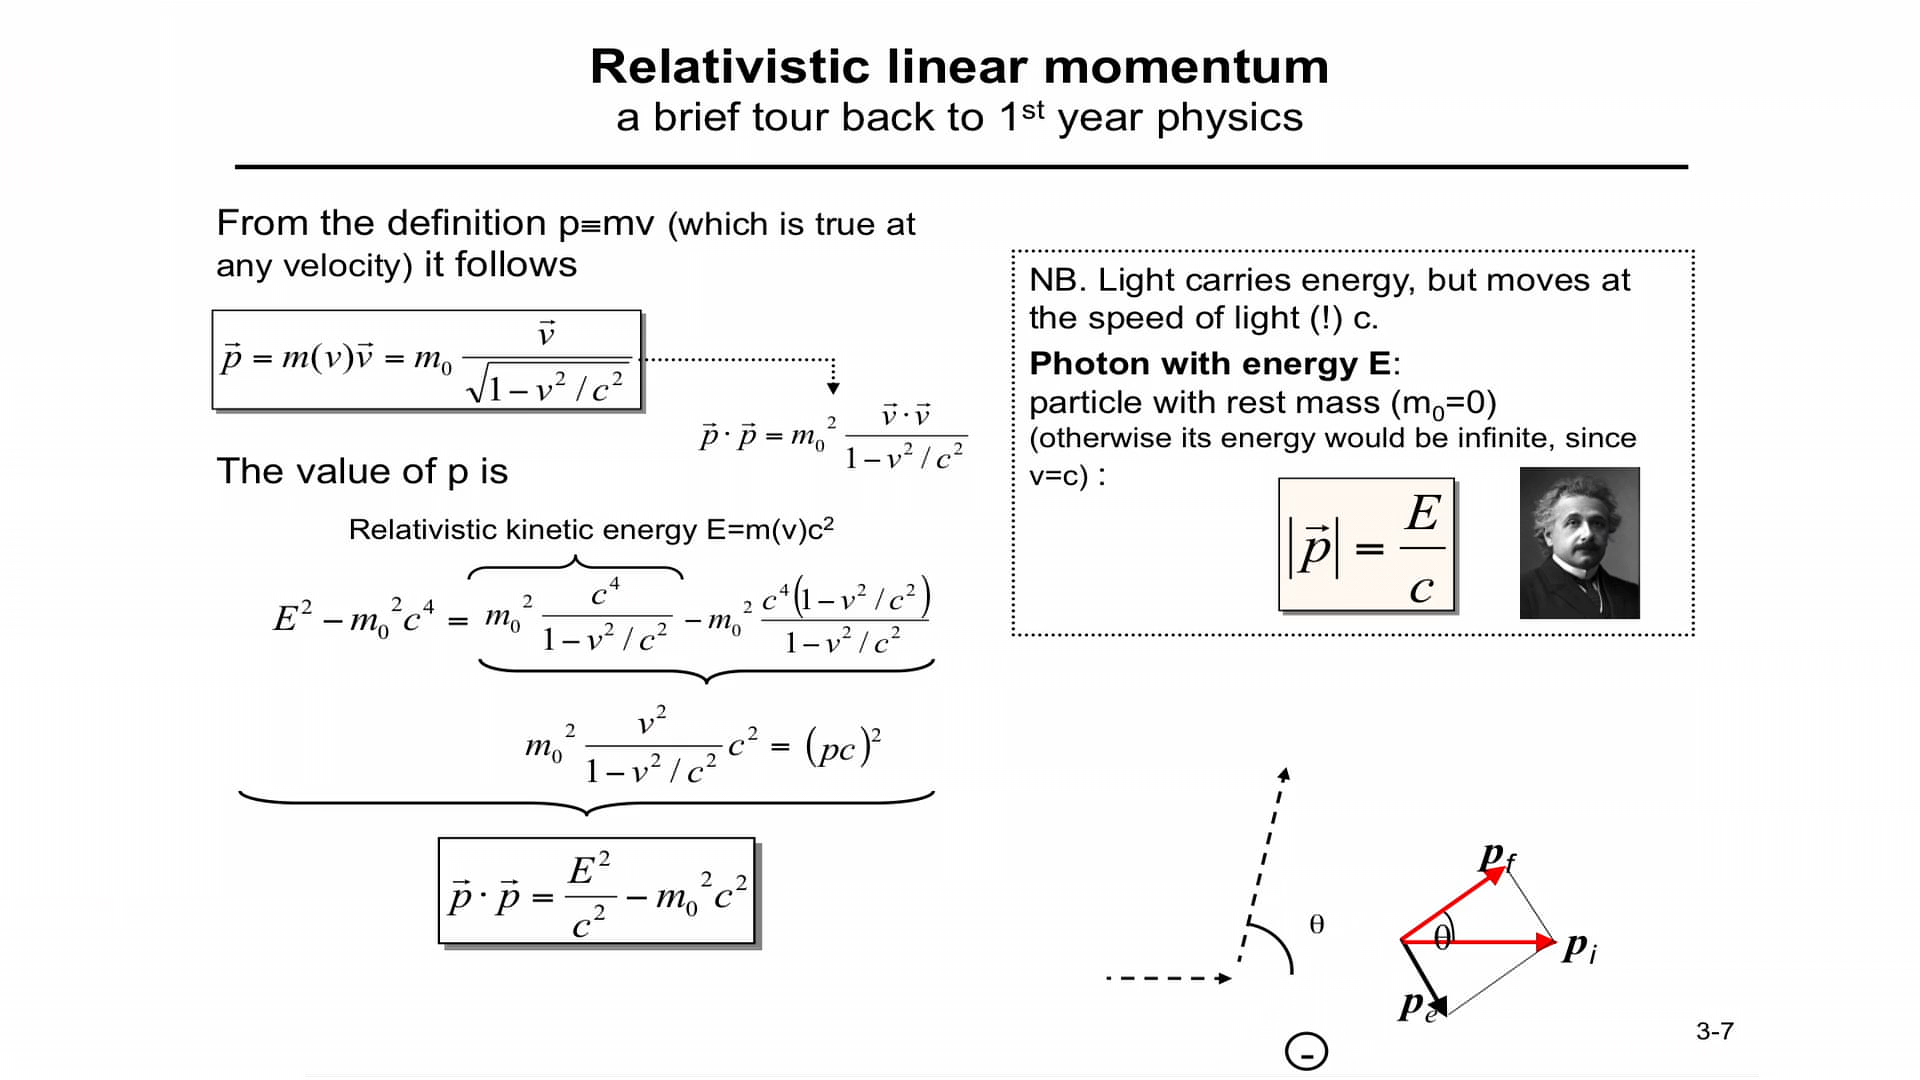 Relativistic linear momentum
a brief tour back to 1st year physics
From the definition p≡mv (which is true at
any velocity) it follows
p⃗ = m(v)v⃗ = m₀ v⃗ / √(1 – v² / c²)
p⃗ · p⃗ = m₀² v⃗ · v⃗ / (1 – v² / c²)
The value of p is
Relativistic kinetic energy E=m(v)c²
E² – m₀²c⁴ = m₀² c⁴ / (1 – v² / c²) – m₀² c⁴(1 – v² / c²) / (1 – v² / c²)
m₀² v² / (1 – v² / c²) c² = (pc)²
p⃗ · p⃗ = E² / c² – m₀²c²
NB. Light carries energy, but moves at
the speed of light (!) c.
Photon with energy E:
particle with rest mass (m₀=0)
(otherwise its energy would be infinite, since
v=c) :
|p⃗| = E / c
θ
-
p f
θ
p i
p e
3-7